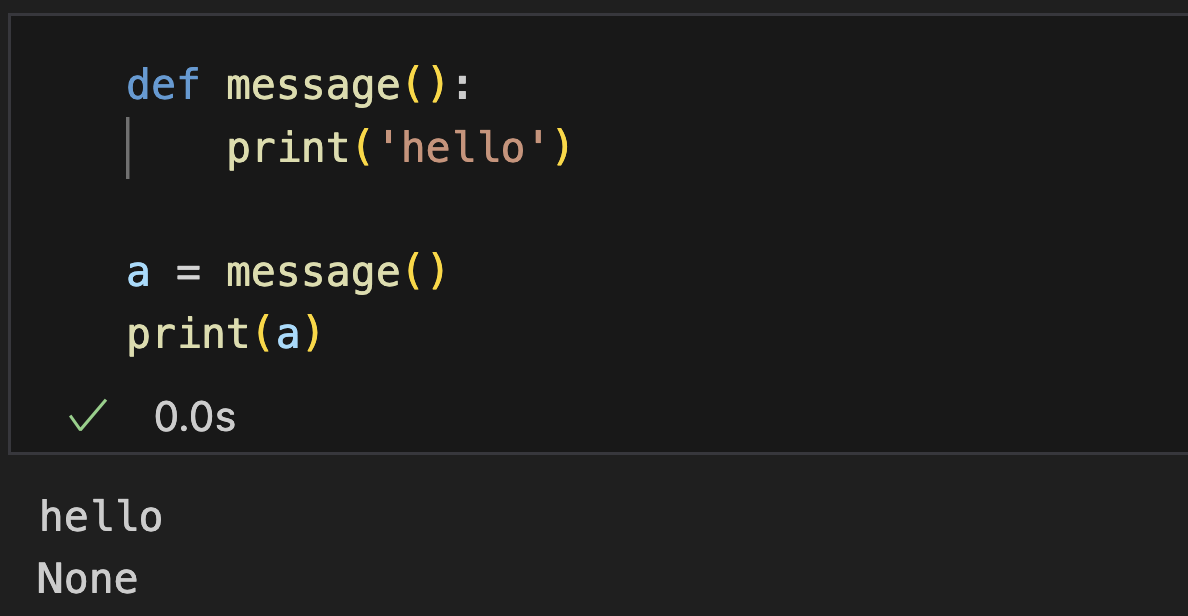 def message():
    print('hello')
a = message()
print(a)
0.0s
hello
None